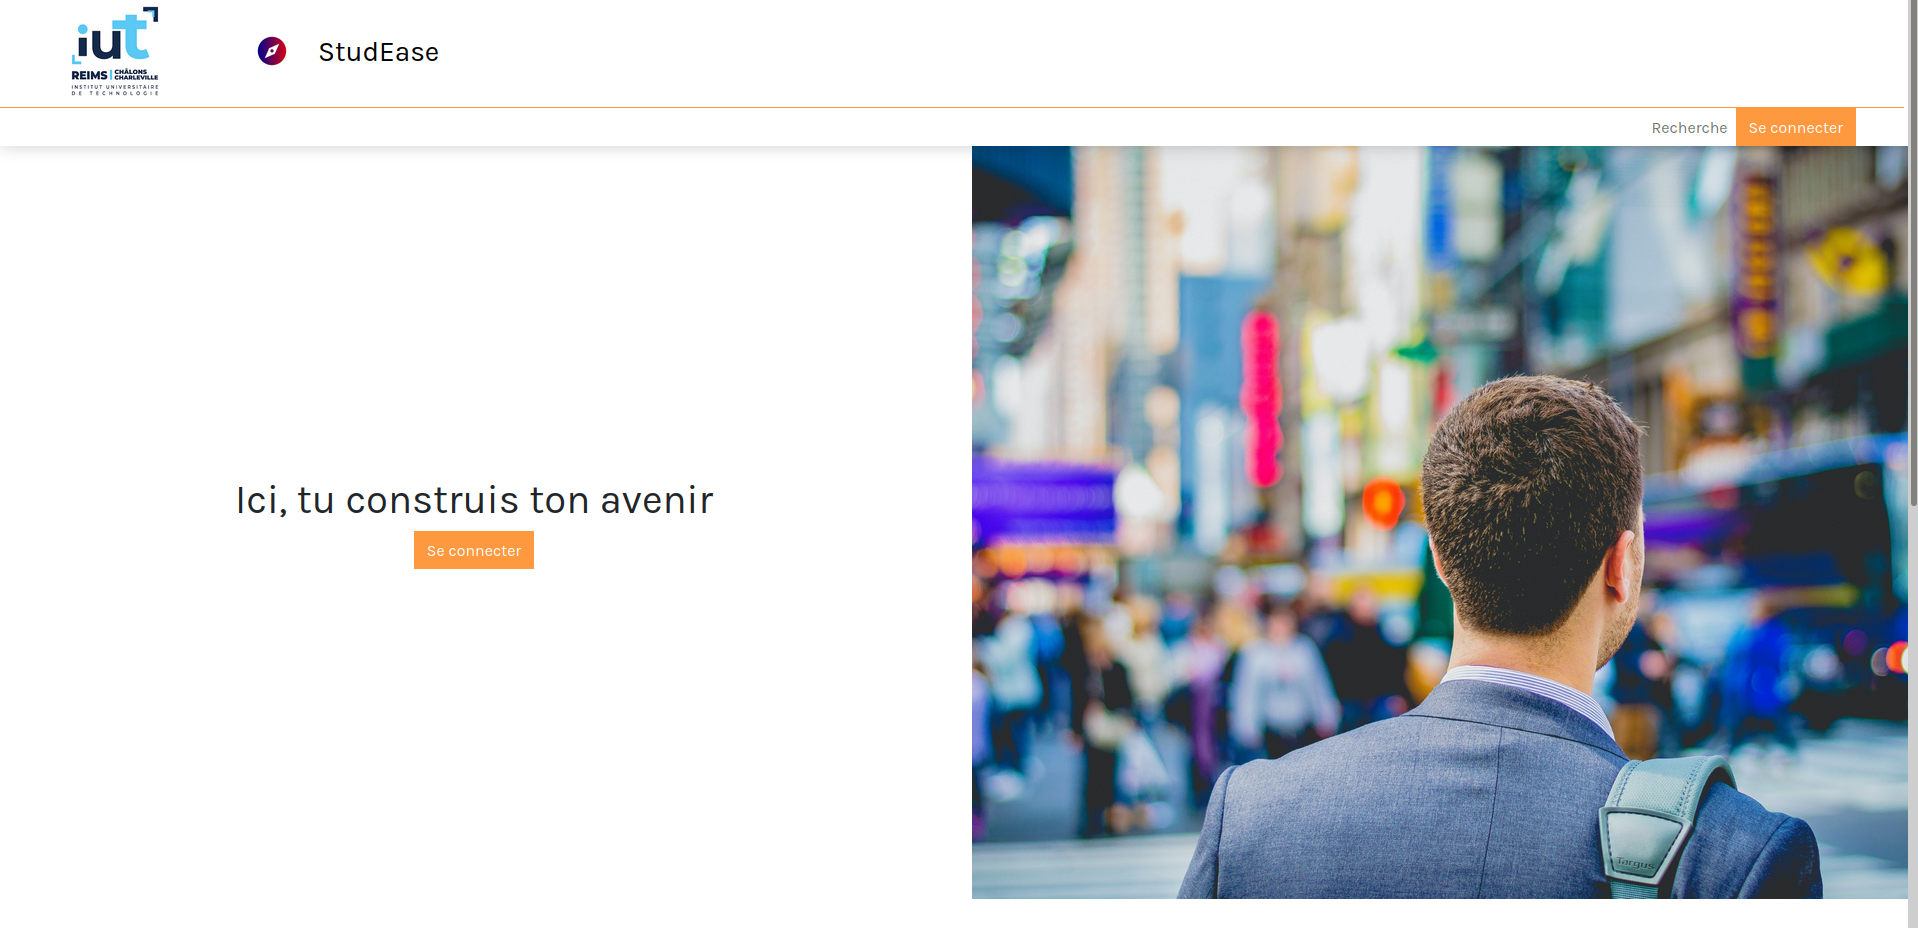 iut
REIMS | CHÂLONS
CHARLEVILLE
INSTITUT UNIVERSITAIRE
DE TECHNOLOGIE
StudEase
Recherche
Se connecter
Ici, tu construis ton avenir
Se connecter
Targus